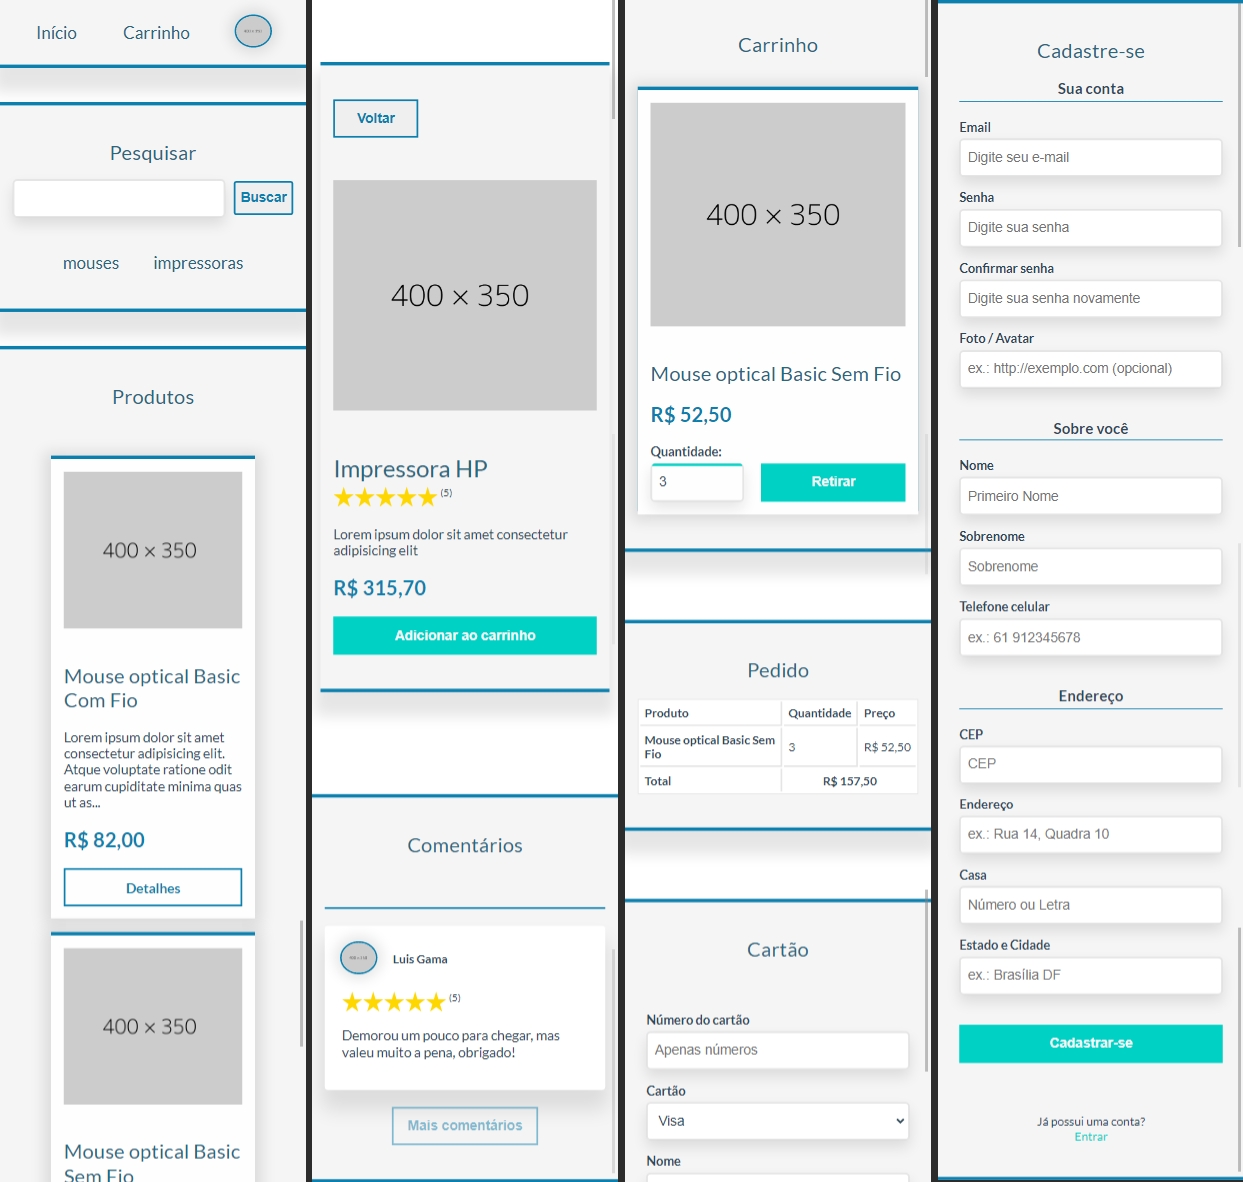 Início Carrinho
Pesquisar
Buscar
mouses impressoras
Produtos
400 × 350
Mouse optical Basic
Com Fio
Lorem ipsum dolor sit amet
consectetur adipisicing elit.
Atque voluptate ratione odit
earum cupiditate minima quas
ut as...
R$ 82,00
Detalhes
400 × 350
Mouse optical Basic
Sem Fio
Voltar
400 × 350
Impressora HP
★★★★★ (5)
Lorem ipsum dolor sit amet consectetur
adipisicing elit
R$ 315,70
Adicionar ao carrinho
Comentários
Luis Gama
★★★★★ (5)
Demorou um pouco para chegar, mas
valeu muito a pena, obrigado!
Mais comentários
Carrinho
400 × 350
Mouse optical Basic Sem Fio
R$ 52,50
Quantidade:
3 Retirar
Pedido
Produto Quantidade Preço
Mouse optical Basic Sem
Fio 3 R$ 52,50
Total R$ 157,50
Cartão
Número do cartão
Apenas números
Cartão
Visa
Nome
Cadastre-se
Sua conta
Email
Digite seu e-mail
Senha
Digite sua senha
Confirmar senha
Digite sua senha novamente
Foto / Avatar
ex.: http://exemplo.com (opcional)
Sobre você
Nome
Primeiro Nome
Sobrenome
Sobrenome
Telefone celular
ex.: 61 912345678
Endereço
CEP
CEP
Endereço
ex.: Rua 14, Quadra 10
Casa
Número ou Letra
Estado e Cidade
ex.: Brasília DF
Cadastrar-se
Já possui uma conta?
Entrar